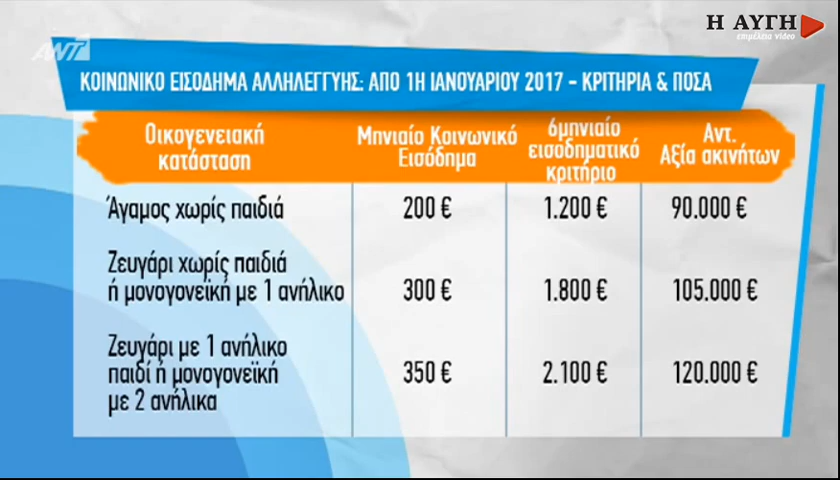 ΑΝΤ1
Η ΑΥΓΗ
επιμέλεια video
ΚΟΙΝΩΝΙΚΟ ΕΙΣΟΔΗΜΑ ΑΛΛΗΛΕΓΓΥΗΣ: ΑΠΟ 1Η ΙΑΝΟΥΑΡΙΟΥ 2017 – ΚΡΙΤΗΡΙΑ & ΠΟΣΑ
Οικογενειακή
κατάσταση
Μηνιαίο Κοινωνικό
Εισόδημα
6μηνιαίο
εισοδηματικό
κριτήριο
Αντ.
Αξία ακινήτων
Άγαμος χωρίς παιδιά
200 €
1.200 €
90.000 €
Ζευγάρι χωρίς παιδιά
ή μονογονεϊκή με 1 ανήλικο
300 €
1.800 €
105.000 €
Ζευγάρι με 1 ανήλικο
παιδί ή μονογονεϊκή
με 2 ανήλικα
350 €
2.100 €
120.000 €